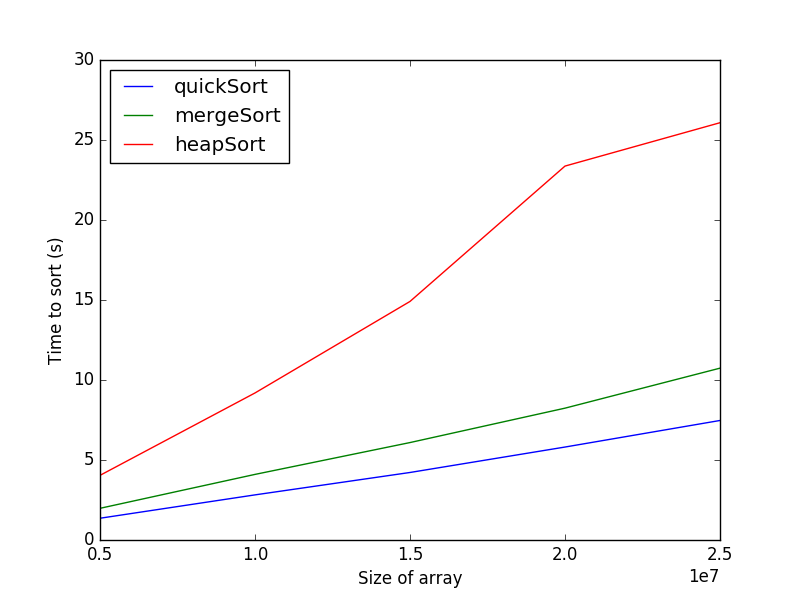 30
25
20
15
10
5
0
Time to sort (s)
quickSort
mergeSort
heapSort
0.5 1.0 1.5 2.0 2.5
1e7
Size of array